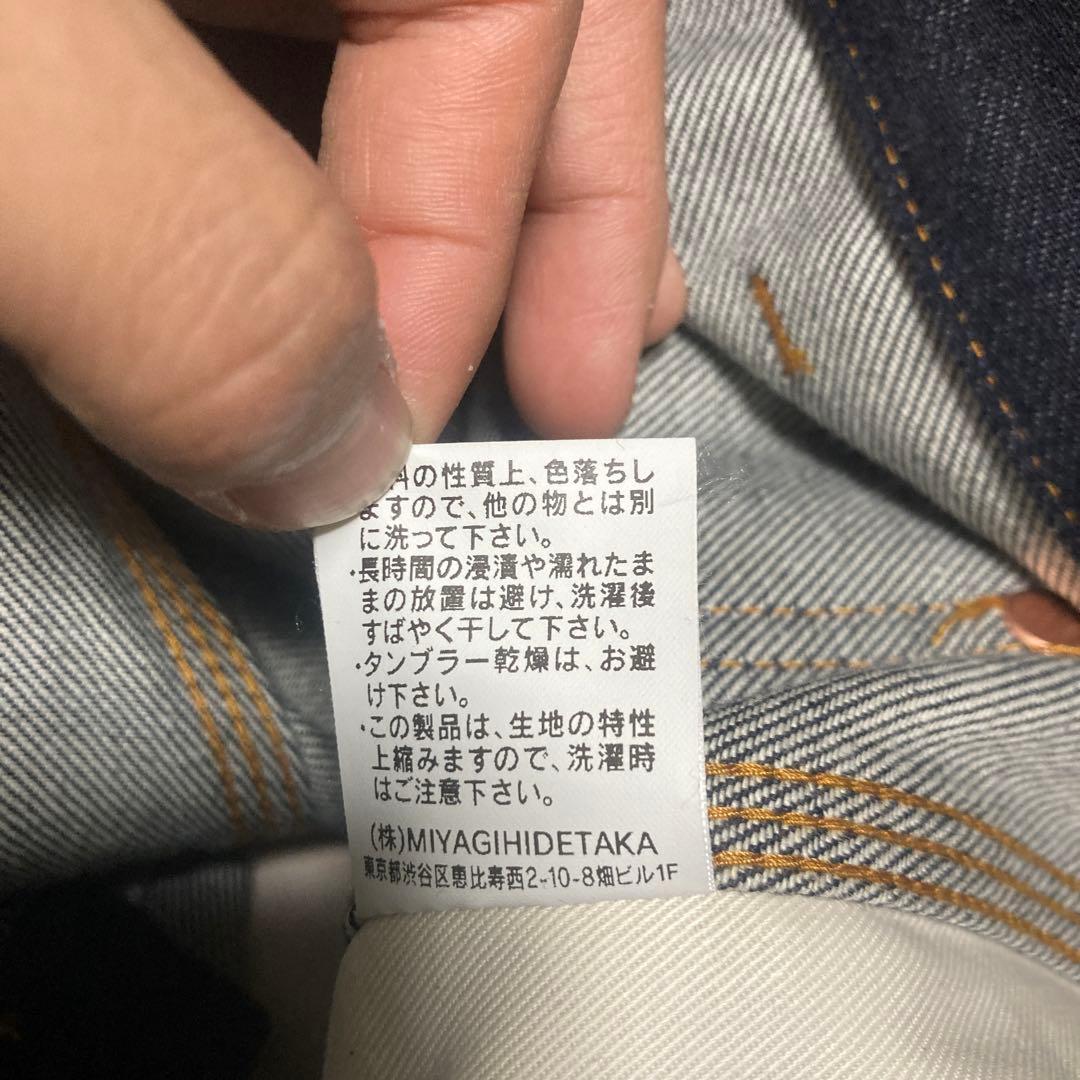 の性質上、色落ちし
ますので、他の物とは別
に洗って下さい。
・長時間の浸漬や濡れたま
まの放置は避け、洗濯後
すばやく干して下さい。
・タンブラー乾燥は、お避
け下さい。
・この製品は、生地の特性
上縮みますので、洗濯時
はご注意下さい。
(株)MIYAGIHIDETAKA
東京都渋谷区恵比寿西2-10-8畑ビル1F